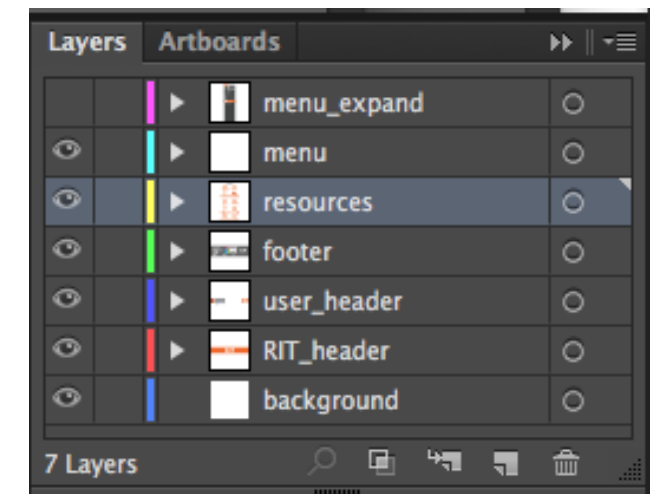 Layers Artboards
menu_expand
menu
resources
footer
user_header
RIT_header
background
7 Layers